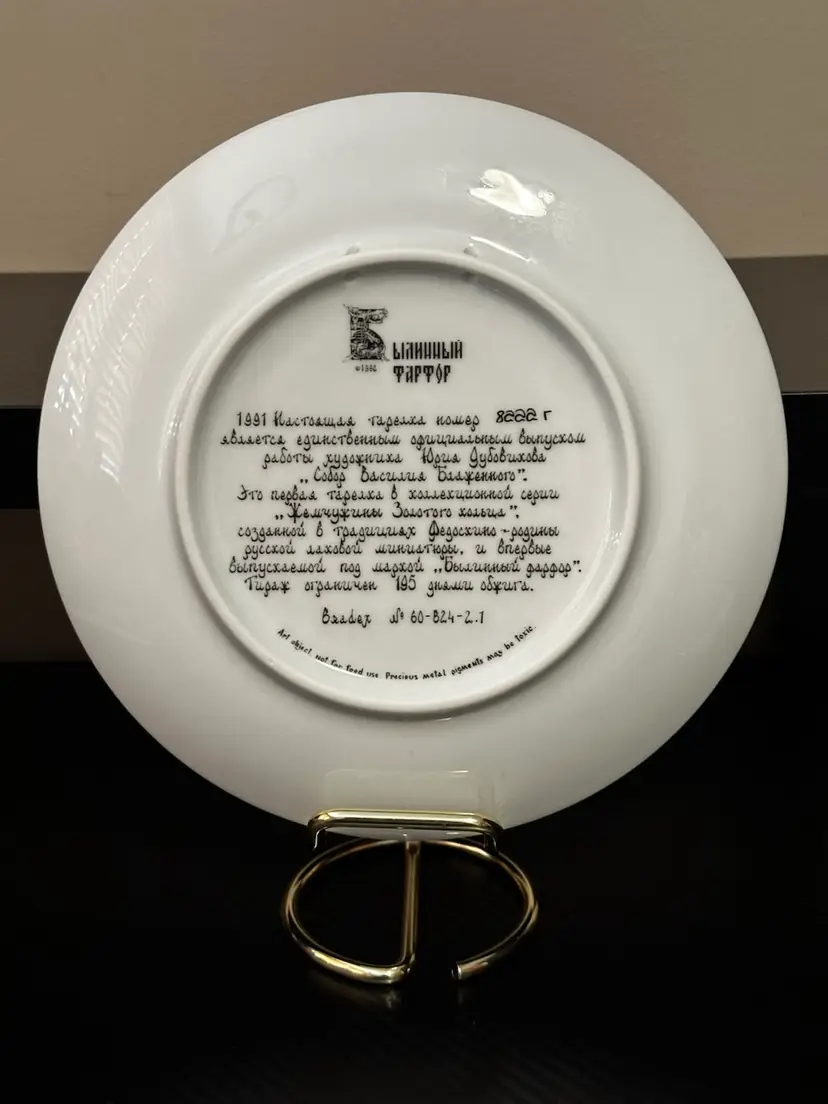 Былинный
фарфор
1991 Настоящая тарелка номер 8222 г
является единственным официальным выпуском
работы художника Юрия Дубовикова
„Собор Василия Блаженного".
Это первая тарелка в коллекционной серии
„Жемчужины Золотого кольца",
созданной в традициях Федоскино-родины
русской лаковой миниатюры, и впервые
выпускаемой под маркой „Былинный фарфор".
Тираж ограничен 195 днями обжига.
Bradex № 60-B24-2.1
Art object not for food use. Precious metal pigments may be toxic.